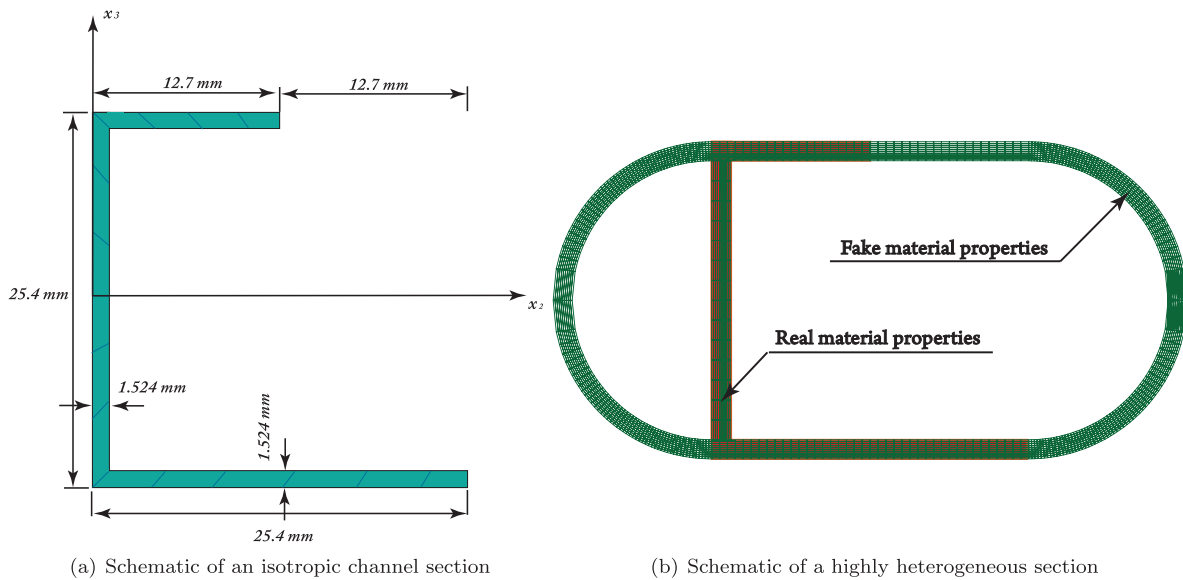 x₃
12.7 mm
12.7 mm
25.4 mm
x₂
1.524 mm
1.524 mm
25.4 mm
Fake material properties
Real material properties
(a) Schematic of an isotropic channel section
(b) Schematic of a highly heterogeneous section